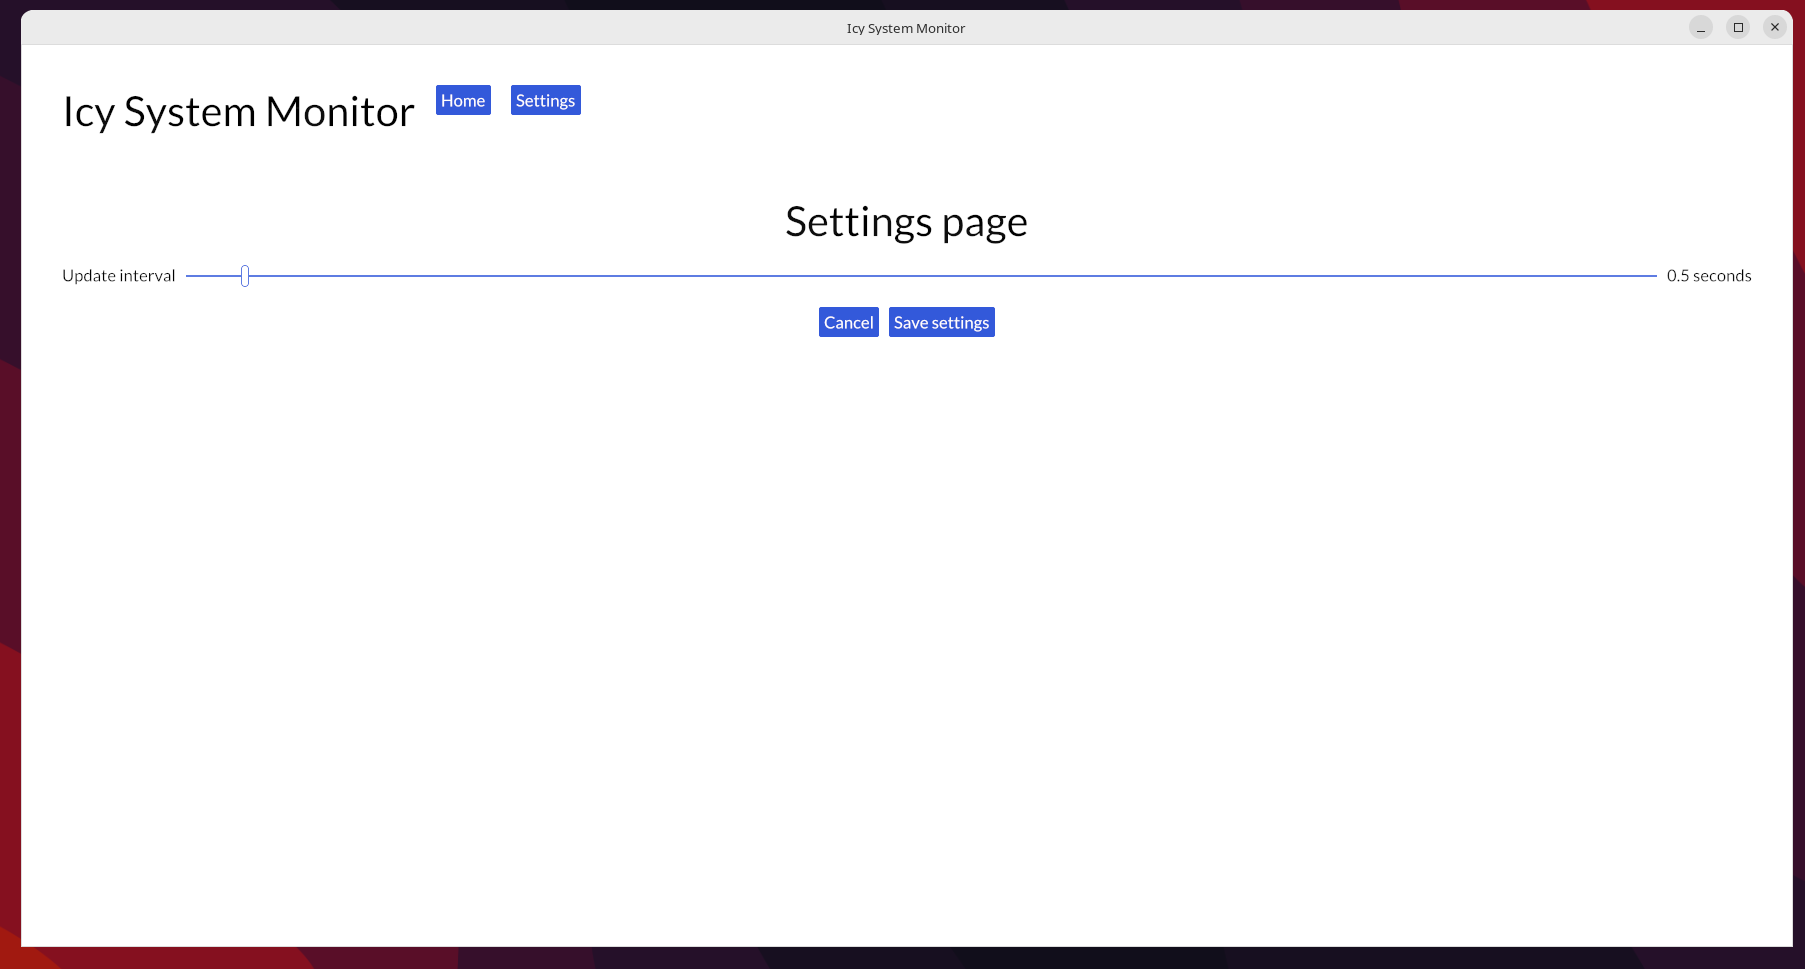 Icy System Monitor
Icy System Monitor
Home
Settings
Settings page
Update interval
0.5 seconds
Cancel
Save settings